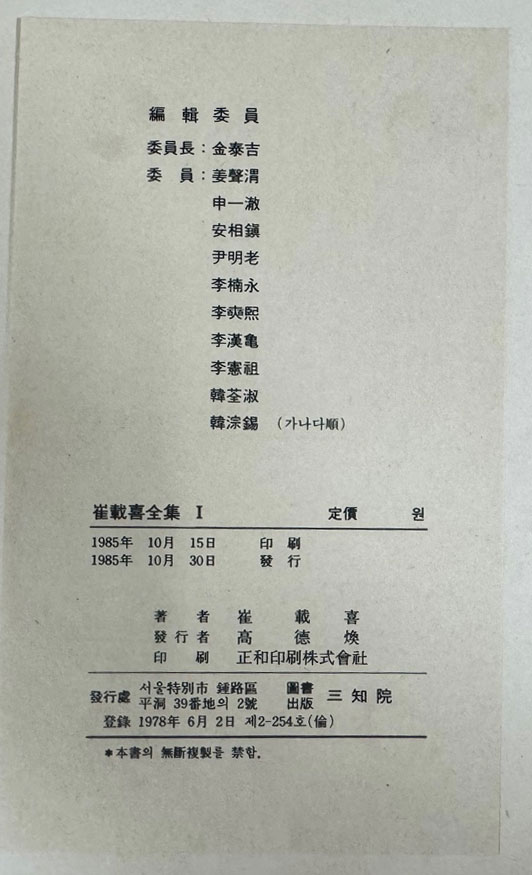 編輯委員
委員長：金泰吉
委員：姜聲渭
申一澈
安相鎭
尹明老
李楠永
李奭熙
李漢亀
李憲祖
韓荃淑
韓淙錫 (가나다順)
崔載喜全集 Ⅰ 定價 원
1985年 10月 15日 印刷
1985年 10月 30日 發行
著者 崔載喜
發行者 高德煥
印刷 正和印刷株式會社
發行處 서울特別市 鍾路區 平洞 39番地의 2號 圖書出版 三知院
登錄 1978年 6月 2日 제2-254호(倫)
*本書의 無斷複製를 禁함.